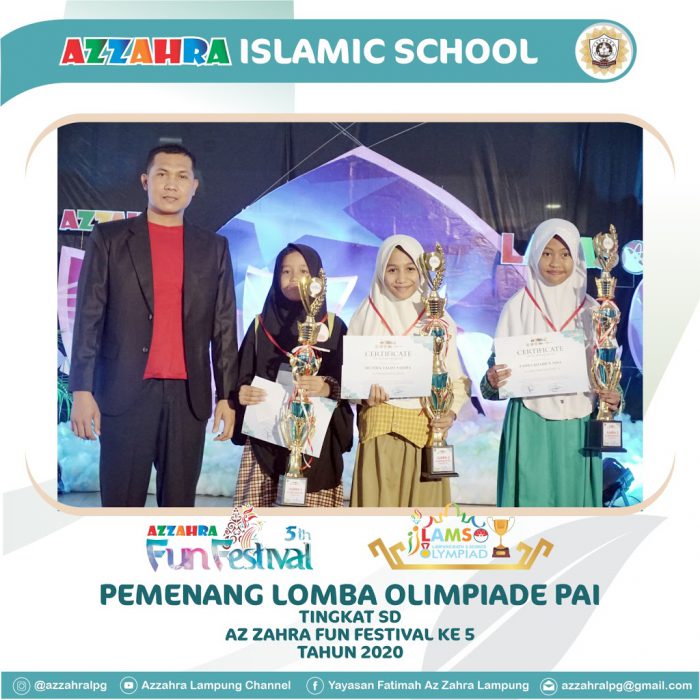 AZZAHRA ISLAMIC SCHOOL
AZZAHRA
CERTIFICATE
CERTIFICATE
AZZAHRA
5th
Fun Festival
LAMSO
OLYMPIAD
PEMENANG LOMBA OLIMPIADE PAI
TINGKAT SD
AZ ZAHRA FUN FESTIVAL KE 5
TAHUN 2020
@azzahralpg
Azzahra Lampung Channel
Yayasan Fatimah Az Zahra Lampung
azzahralpg@gmail.com